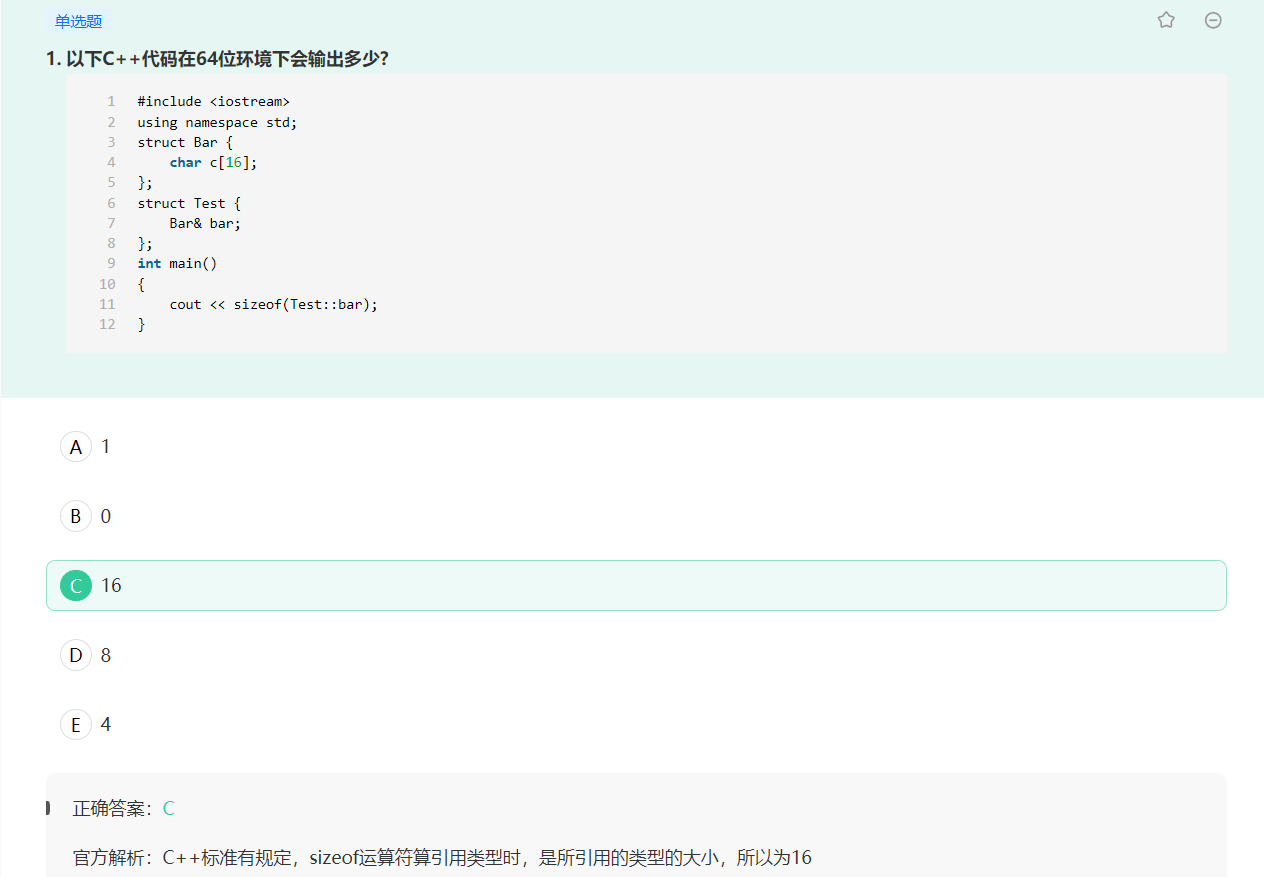 单选题
1. 以下C++代码在64位环境下会输出多少?
1 #include <iostream>
2 using namespace std;
3 struct Bar {
4     char c[16];
5 };
6 struct Test {
7     Bar& bar;
8 };
9 int main()
10 {
11     cout << sizeof(Test::bar);
12 }
A 1
B 0
C 16
D 8
E 4
正确答案：C
官方解析：C++标准有规定，sizeof运算符算引用类型时，是所引用的类型的大小，所以为16